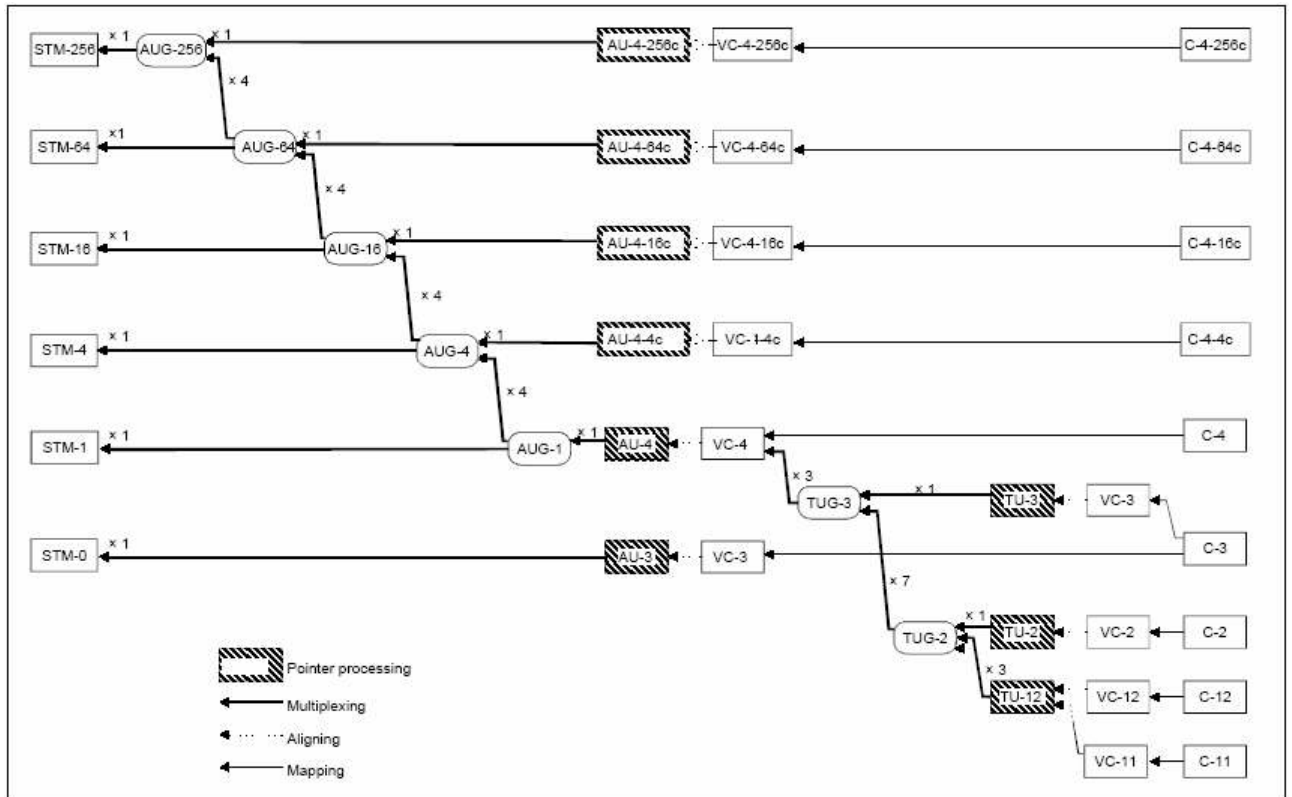 STM-256 x 1 AUG-256 x 1 AU-4-256c VC-4-256c C-4-256c
x 4
STM-64 x1 AUG-64 x 1 AU-4-64c VC-4-64c C-4-64c
x 4
STM-16 x 1 AUG-16 x 1 AU-4-16c VC-4-16c C-4-16c
x 4
STM-4 x 1 AUG-4 x 1 AU-4-4c VC-1-4c C-4-4c
x 4
STM-1 x 1 AUG-1 x 1 AU-4 VC-4 C-4
x 3
TUG-3 x 1 TU-3 VC-3
C-3
STM-0 x 1 AU-3 VC-3
x 7
TUG-2 x 1 TU-2 VC-2 C-2
x 3
TU-12 VC-12 C-12
VC-11 C-11
Pointer processing
Multiplexing
Aligning
Mapping